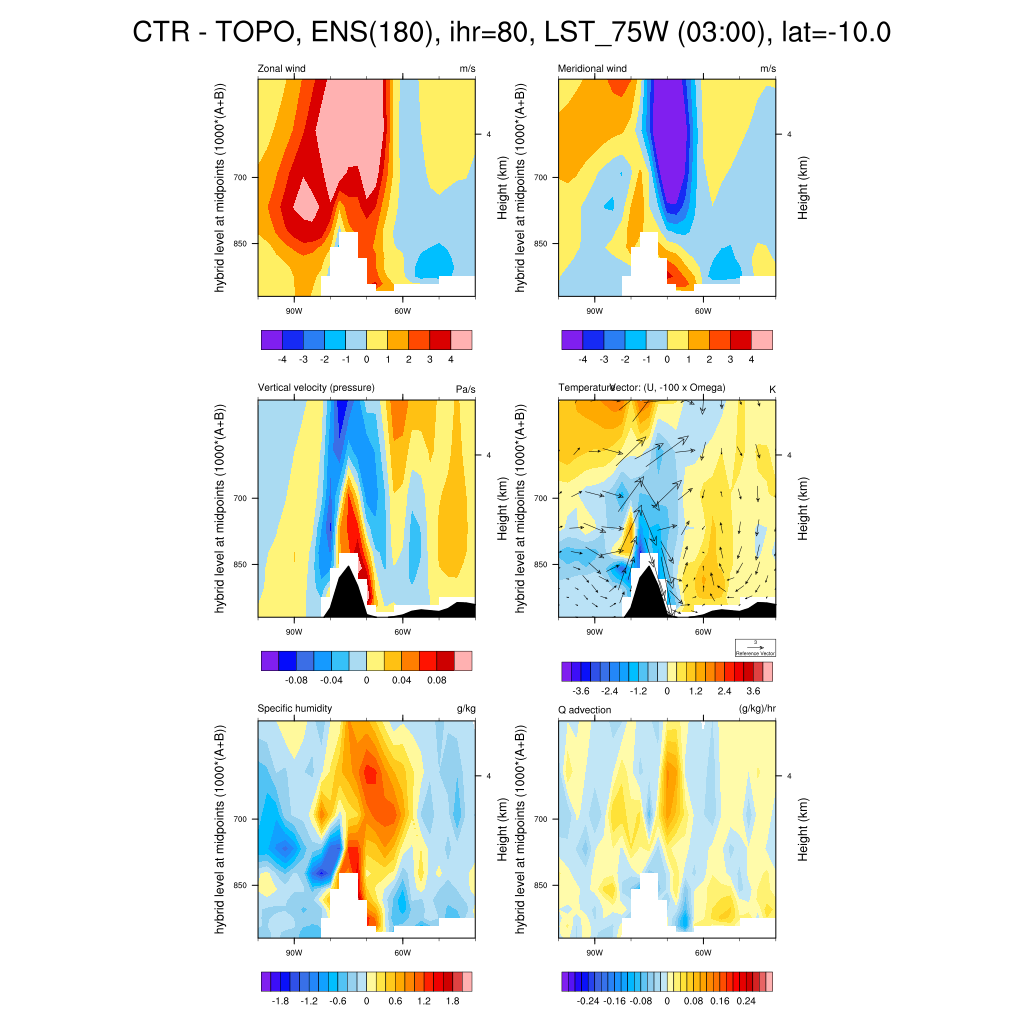 CTR - TOPO, ENS(180), ihr=80, LST_75W (03:00), lat=-10.0
Zonal wind m/s
hybrid level at midpoints (1000*(A+B))
700
850
4
Height (km)
90W 60W
-4 -3 -2 -1 0 1 2 3 4
Meridional wind m/s
hybrid level at midpoints (1000*(A+B))
700
850
4
Height (km)
90W 60W
-4 -3 -2 -1 0 1 2 3 4
Vertical velocity (pressure) Pa/s
hybrid level at midpoints (1000*(A+B))
700
850
4
Height (km)
90W 60W
-0.08 -0.04 0 0.04 0.08
Temperature Vector: (U, -100 x Omega) K
hybrid level at midpoints (1000*(A+B))
700
850
4
Height (km)
90W 60W
3
Reference Vector
-3.6 -2.4 -1.2 0 1.2 2.4 3.6
Specific humidity g/kg
hybrid level at midpoints (1000*(A+B))
700
850
4
Height (km)
90W 60W
-1.8 -1.2 -0.6 0 0.6 1.2 1.8
Q advection (g/kg)/hr
hybrid level at midpoints (1000*(A+B))
700
850
4
Height (km)
90W 60W
-0.24 -0.16 -0.08 0 0.08 0.16 0.24